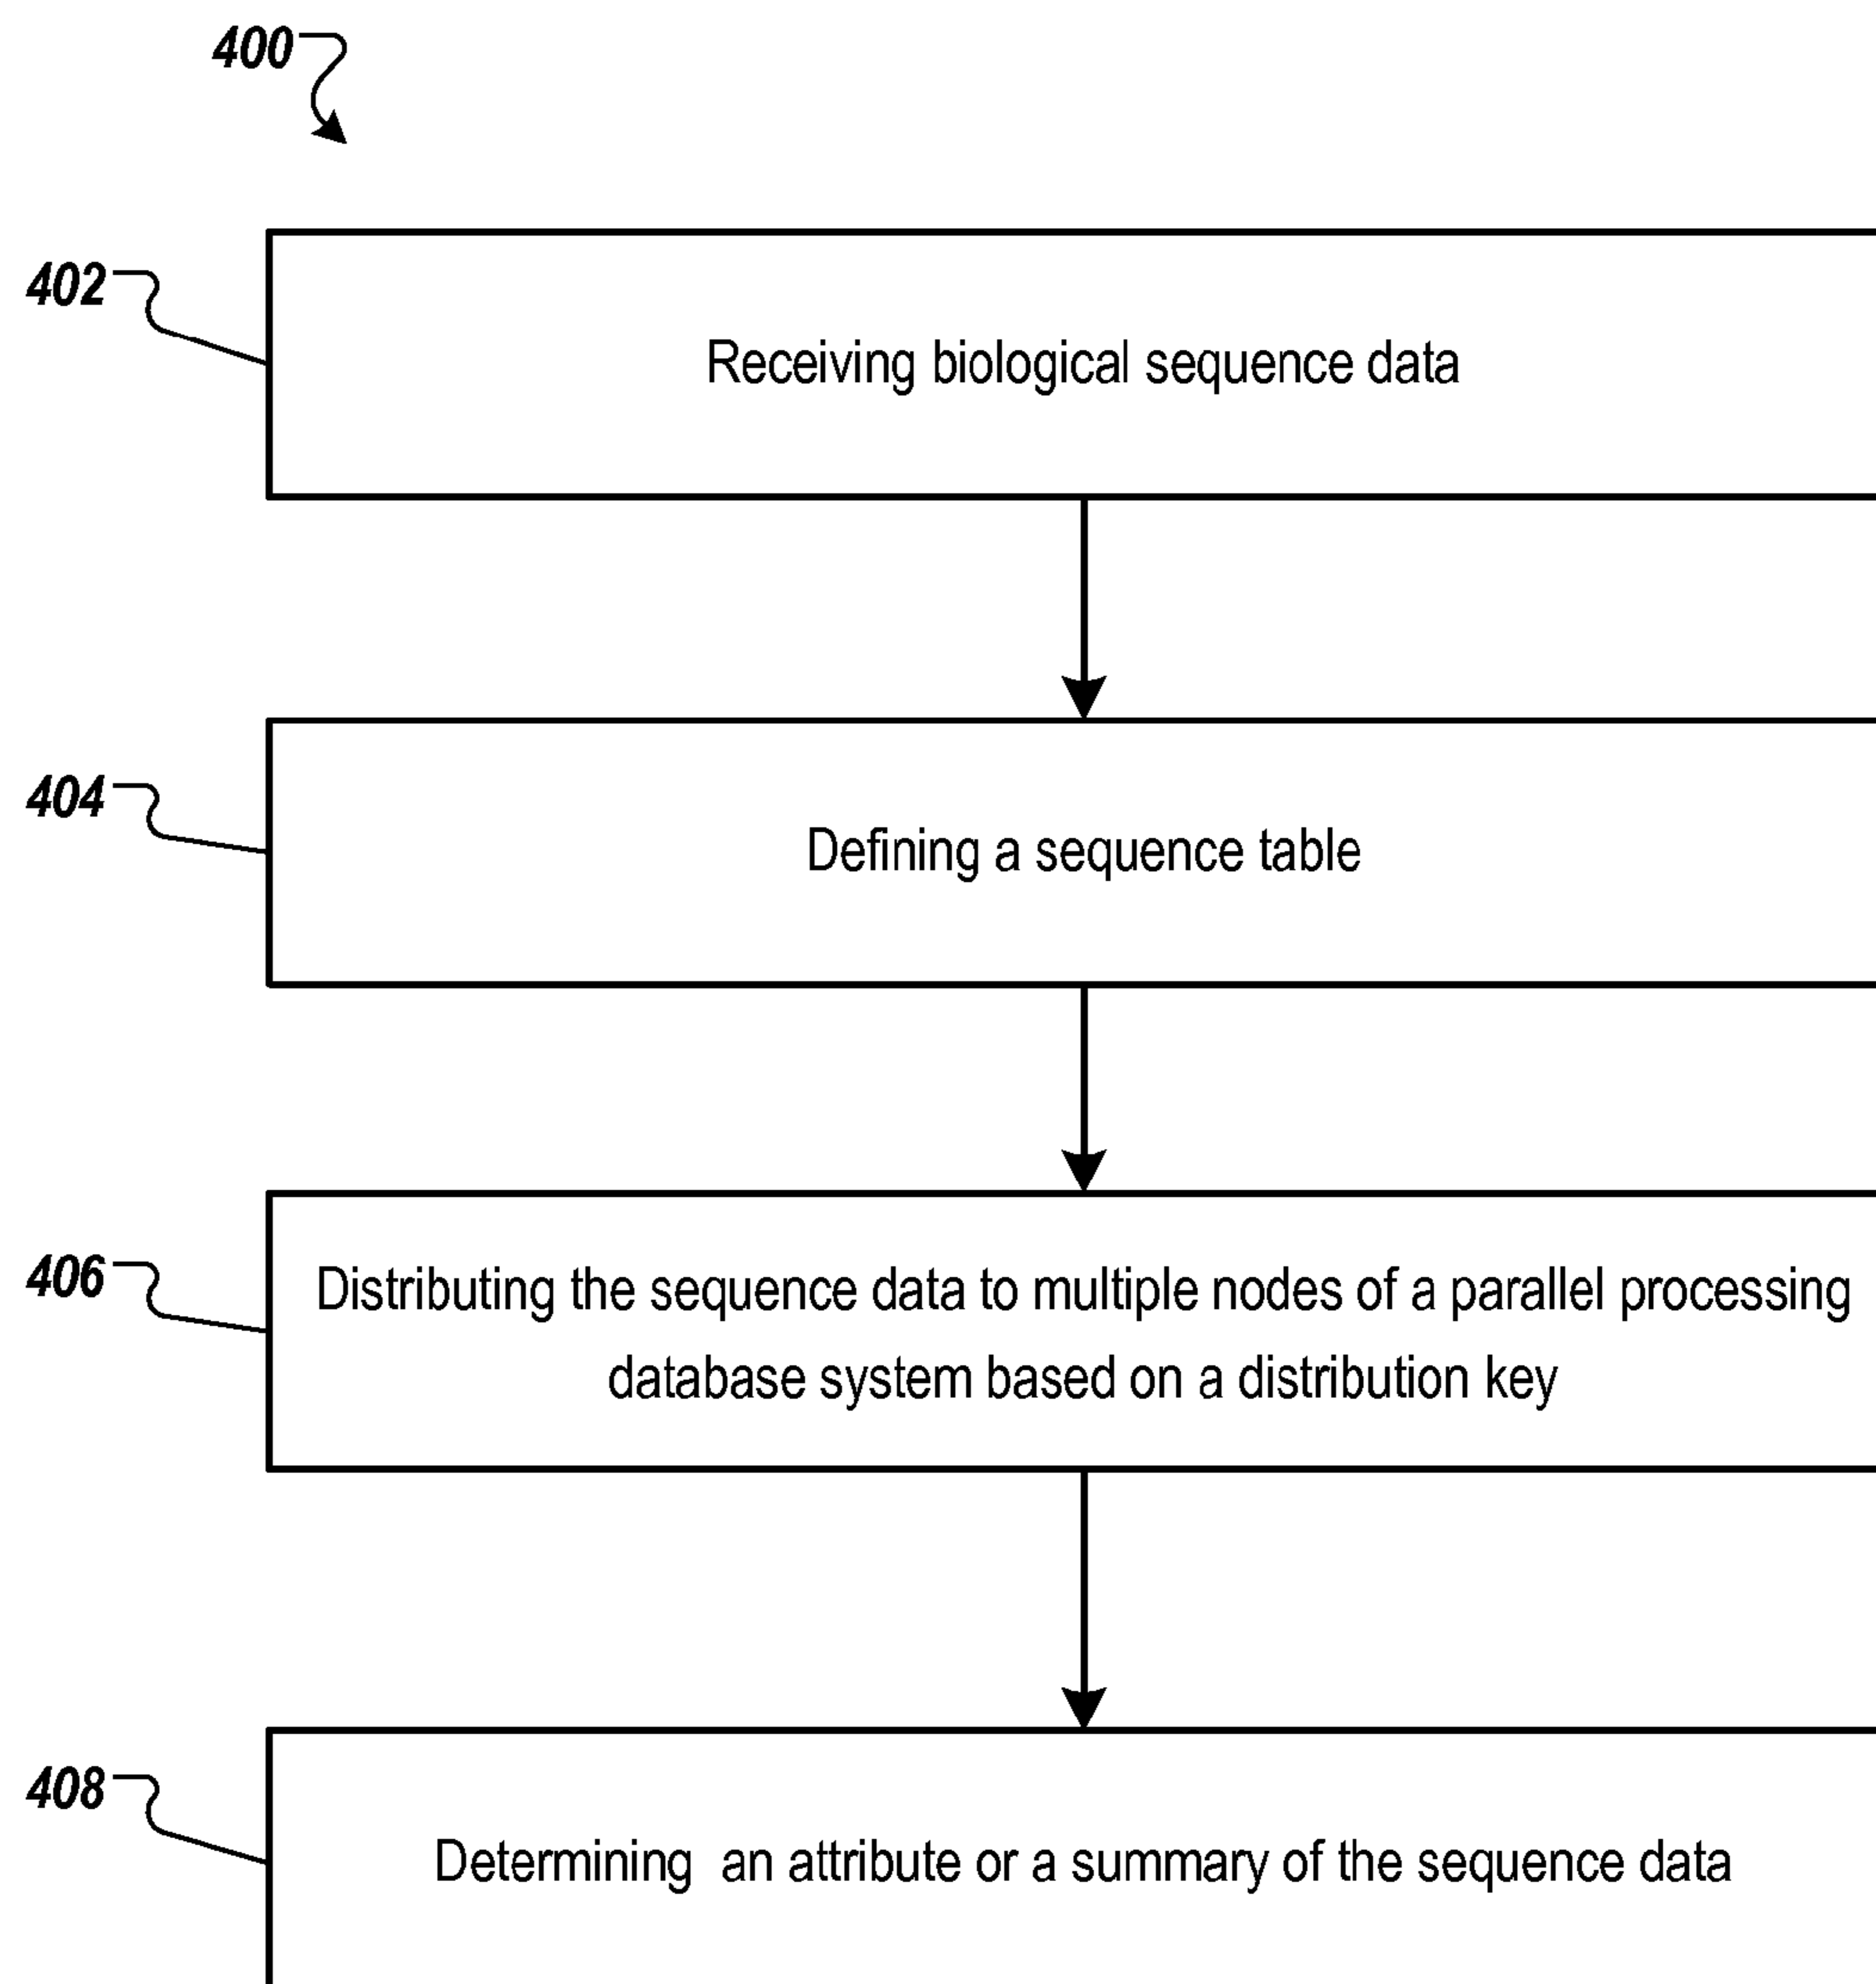 400
402
Receiving biological sequence data
404
Defining a sequence table
406
Distributing the sequence data to multiple nodes of a parallel processing
database system based on a distribution key
408
Determining an attribute or a summary of the sequence data